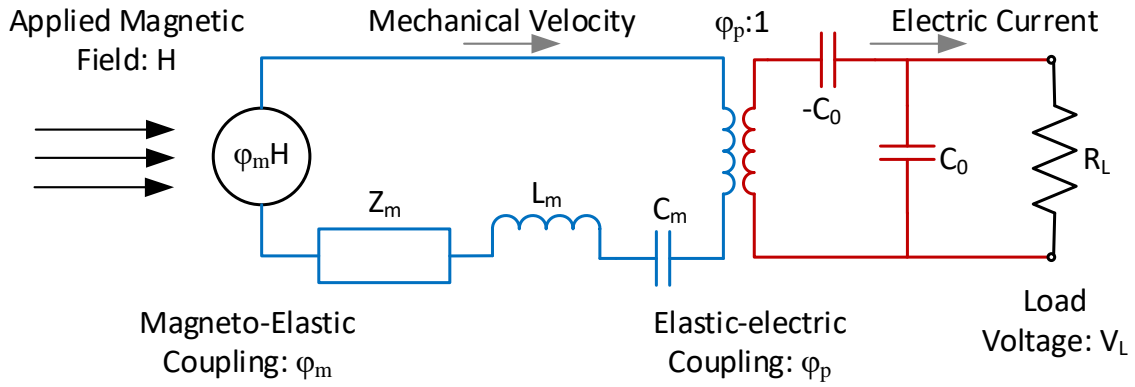 Applied Magnetic
Field: H
Mechanical Velocity
φp:1
Electric Current
-C0
φmH
C0
RL
Zm
Lm
Cm
Magneto-Elastic
Coupling: φm
Elastic-electric
Coupling: φp
Load
Voltage: VL